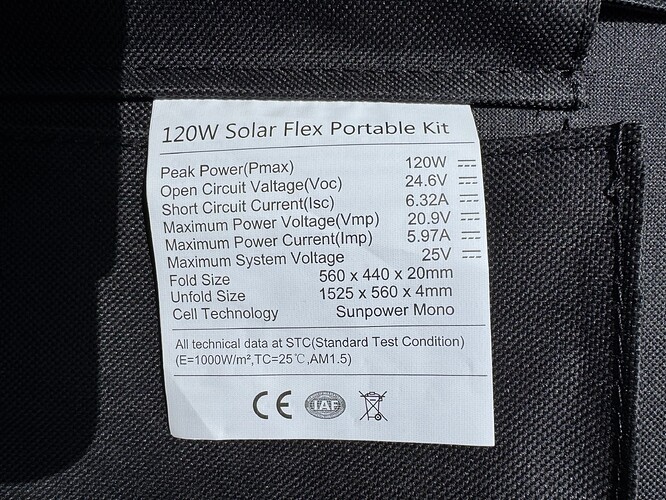 120W Solar Flex Portable Kit
Peak Power(Pmax) 120W
Open Circuit Valtage(Voc) 24.6V
Short Circuit Current(Isc) 6.32A
Maximum Power Voltage(Vmp) 20.9V
Maximum Power Current(Imp) 5.97A
Maximum System Voltage 25V
Fold Size 560 x 440 x 20mm
Unfold Size 1525 x 560 x 4mm
Cell Technology Sunpower Mono
All technical data at STC(Standard Test Condition)
(E=1000W/m²,TC=25℃,AM1.5)
CE IAF